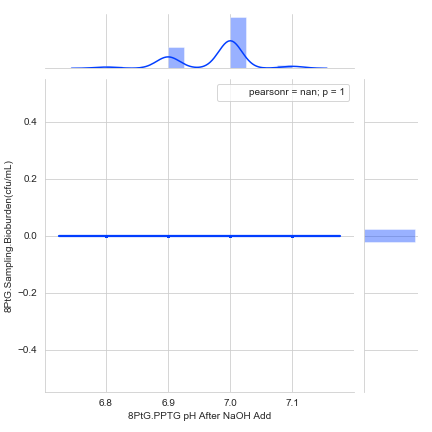 pearsonr = nan; p = 1
0.4
0.2
0.0
−0.2
−0.4
8PtG.Sampling.Bioburden(cfu/mL)
6.8 6.9 7.0 7.1
8PtG.PPTG pH After NaOH Add